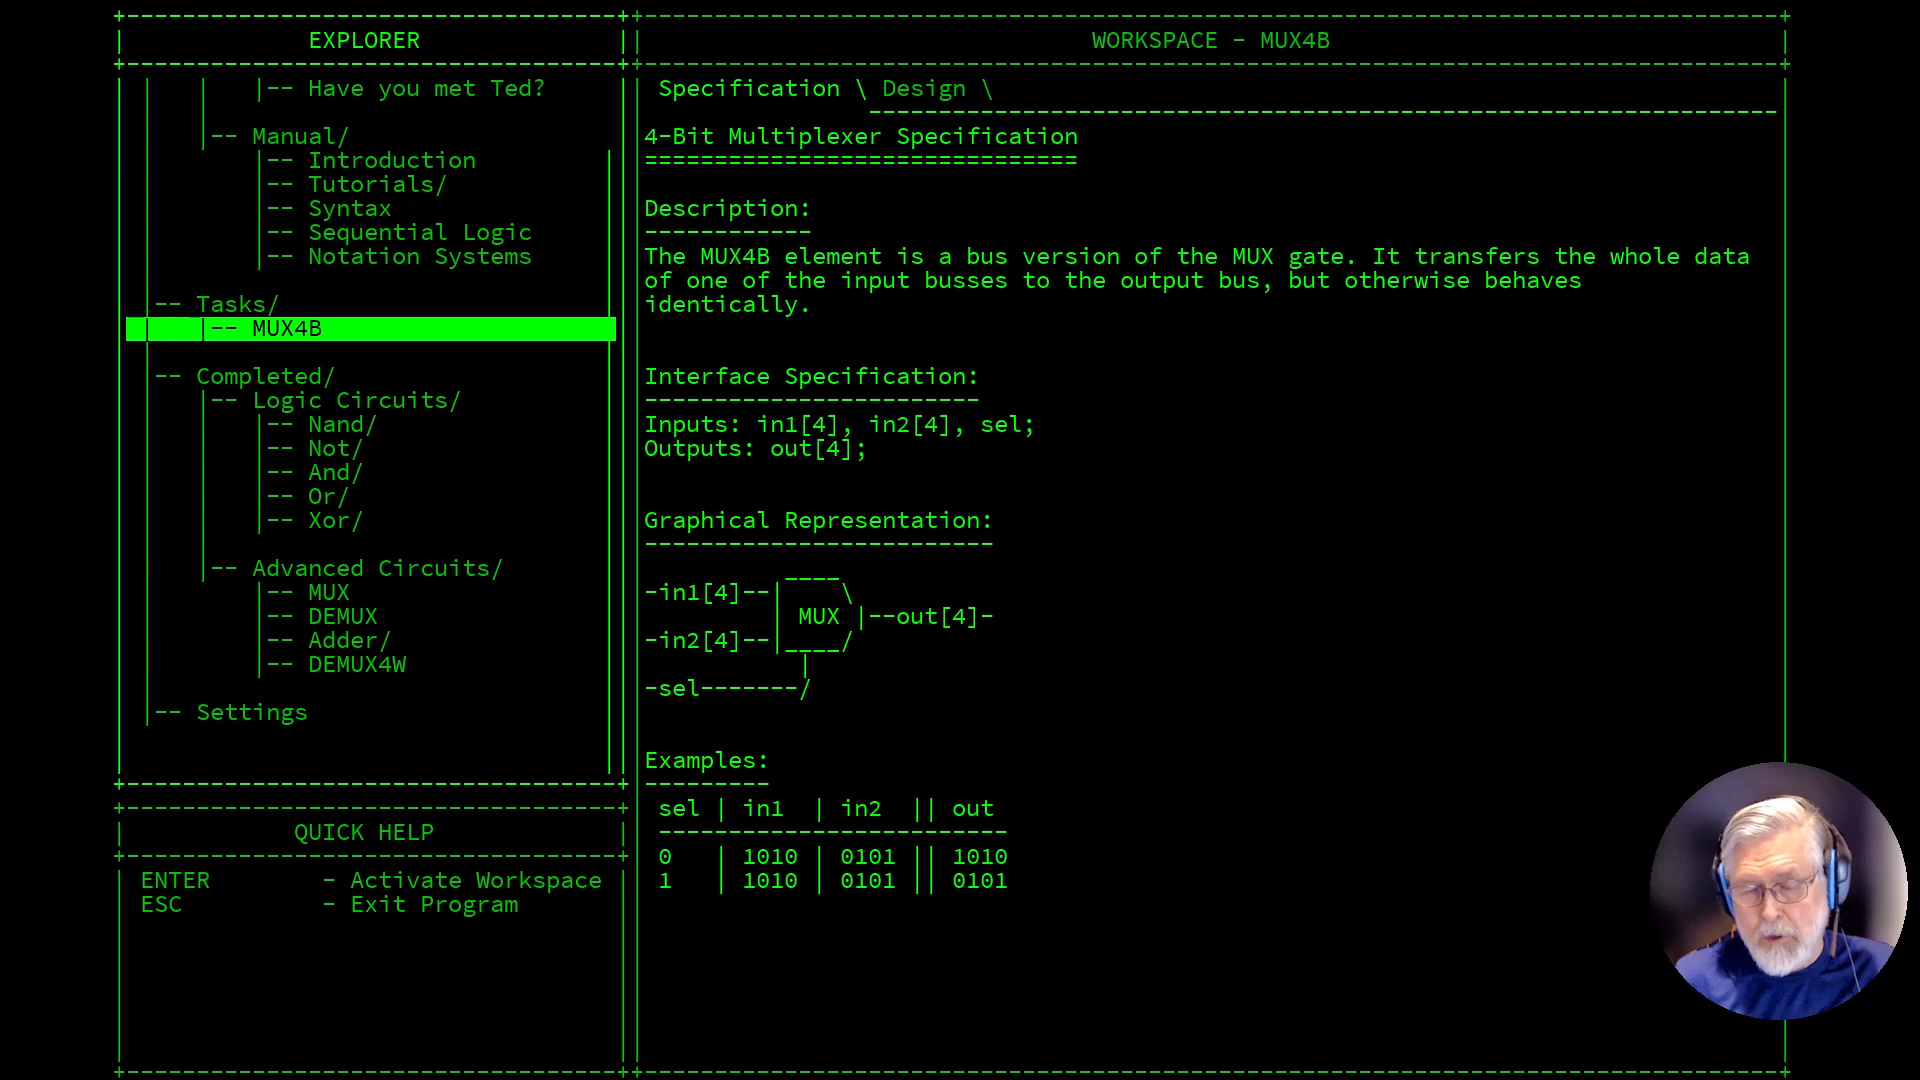 EXPLORER
|-- Have you met Ted?
|-- Manual/
|-- Introduction
|-- Tutorials/
|-- Syntax
|-- Sequential Logic
|-- Notation Systems
|-- Tasks/
|-- MUX4B
|-- Completed/
|-- Logic Circuits/
|-- Nand/
|-- Not/
|-- And/
|-- Or/
|-- Xor/
|-- Advanced Circuits/
|-- MUX
|-- DEMUX
|-- Adder/
|-- DEMUX4W
|-- Settings
QUICK HELP
ENTER - Activate Workspace
ESC - Exit Program
WORKSPACE - MUX4B
Specification \ Design \
4-Bit Multiplexer Specification
===============================
Description:
------------
The MUX4B element is a bus version of the MUX gate. It transfers the whole data
of one of the input busses to the output bus, but otherwise behaves
identically.
Interface Specification:
------------------------
Inputs: in1[4], in2[4], sel;
Outputs: out[4];
Graphical Representation:
-------------------------
-in1[4]--|    \
MUX |--out[4]-
-in2[4]--|____/
-sel-------/
Examples:
---------
sel | in1  | in2  || out
-------------------------
0   | 1010 | 0101 || 1010
1   | 1010 | 0101 || 0101